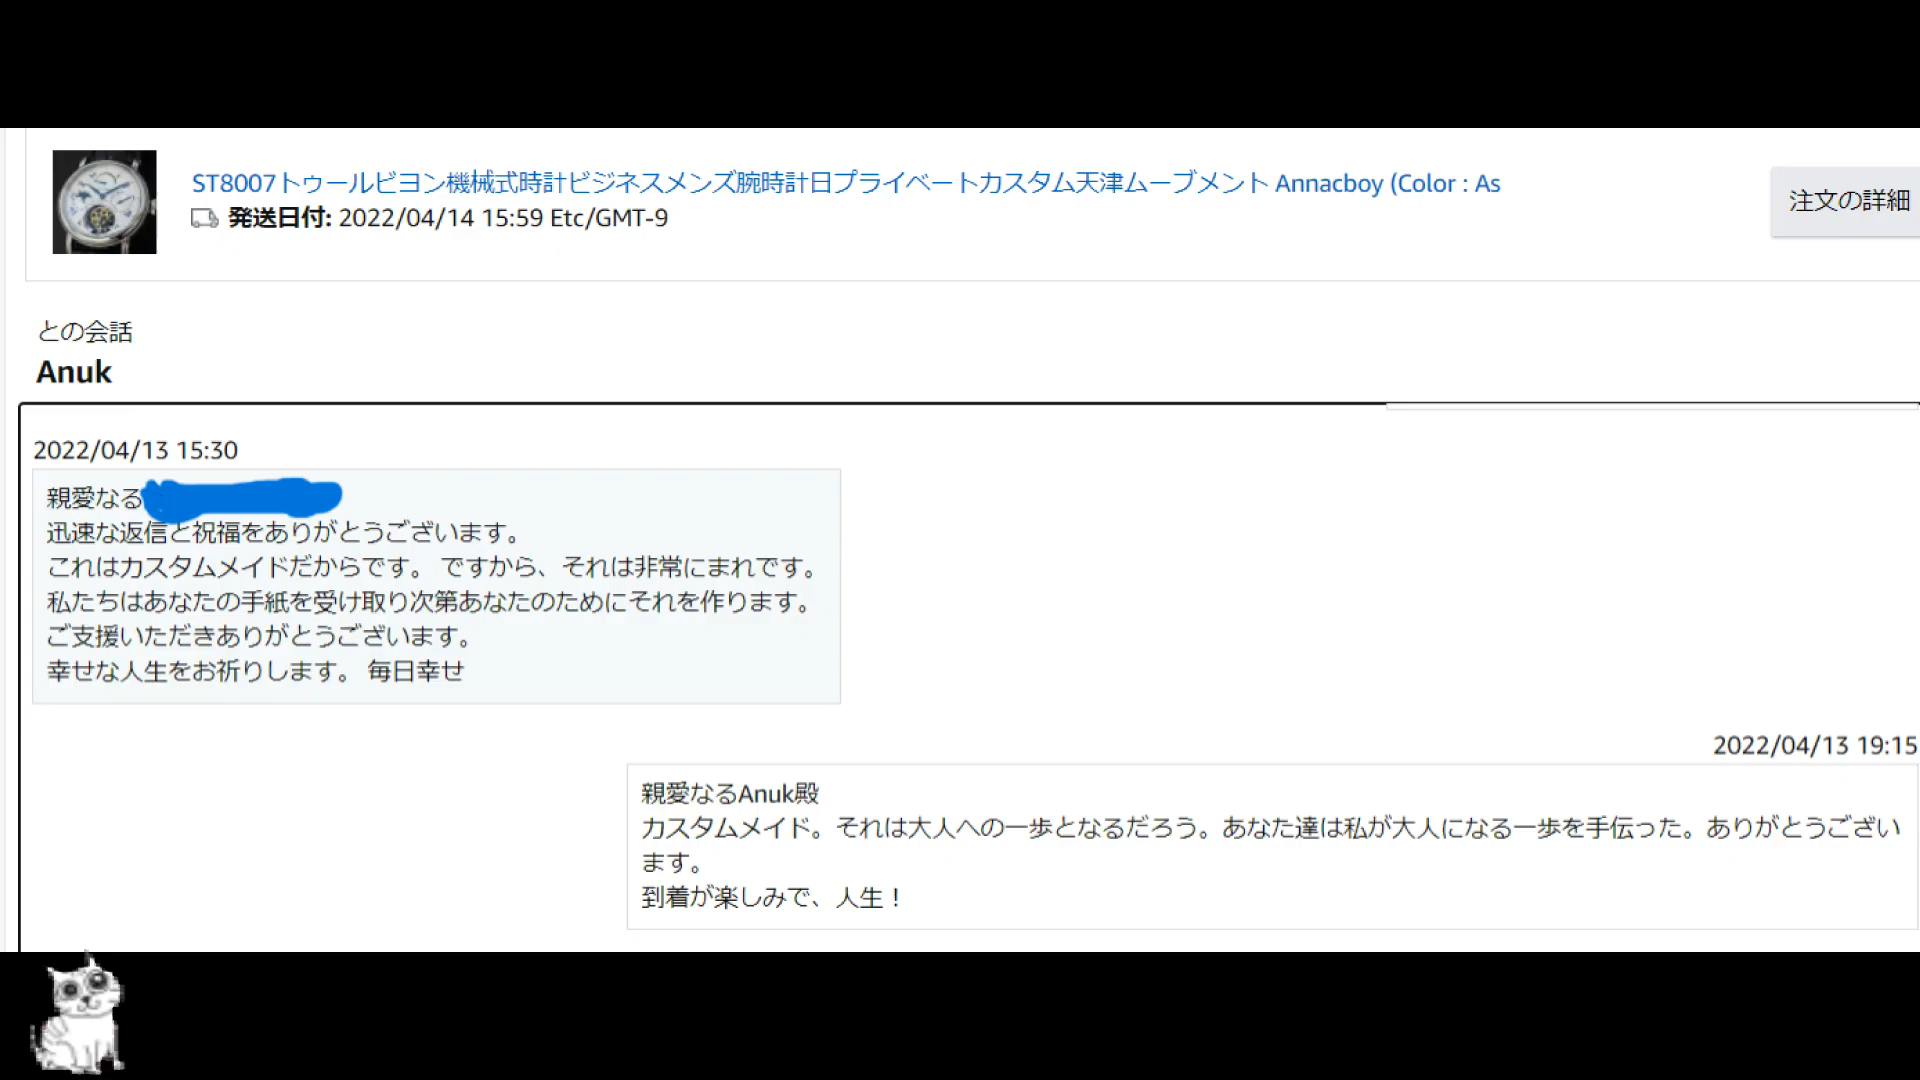 ST8007トゥールビヨン機械式時計ビジネスメンズ腕時計日プライベートカスタム天津ムーブメント Annacboy (Color : As
発送日付: 2022/04/14 15:59 Etc/GMT-9
注文の詳細
との会話
Anuk
2022/04/13 15:30
親愛なる
迅速な返信と祝福をありがとうございます。
これはカスタムメイドだからです。 ですから、それは非常にまれです。
私たちはあなたの手紙を受け取り次第あなたのためにそれを作ります。
ご支援いただきありがとうございます。
幸せな人生をお祈りします。 毎日幸せ
2022/04/13 19:15
親愛なるAnuk殿
カスタムメイド。それは大人への一歩となるだろう。あなた達は私が大人になる一歩を手伝った。ありがとうござい
ます。
到着が楽しみで、人生！